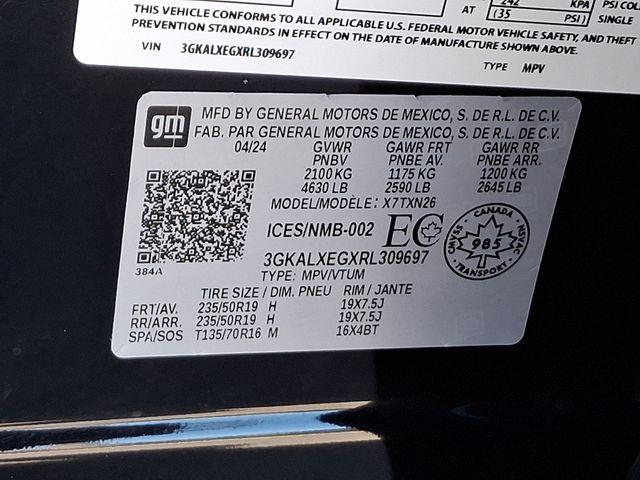 242 KPA PSI COL
AT (35 PSI) SINGLE
THIS VEHICLE CONFORMS TO ALL APPLICABLE U.S. FEDERAL MOTOR VEHICLE SAFETY, AND THEFT
PREVENTION STANDARDS IN EFFECT ON THE DATE OF MANUFACTURE SHOWN ABOVE.
VIN 3GKALXEGXRL309697
TYPE MPV
gm
MFD BY GENERAL MOTORS DE MEXICO, S. DE R.L. DE C.V.
FAB. PAR GENERAL MOTORS DE MEXICO, S. DE R.L. DE C.V.
04/24 GVWR GAWR FRT GAWR RR
PNBV PNBE AV. PNBE ARR.
2100 KG 1175 KG 1200 KG
4630 LB 2590 LB 2645 LB
MODEL/MODÈLE: X7TXN26
ICES/NMB-002 EC
CANADA
CMVSS 985 NSVAC
TRANSPORT
384A
3GKALXEGXRL309697
TYPE: MPV/VTUM
TIRE SIZE / DIM. PNEU RIM / JANTE
FRT/AV. 235/50R19 H 19X7.5J
RR/ARR. 235/50R19 H 19X7.5J
SPA/SOS T135/70R16 M 16X4BT